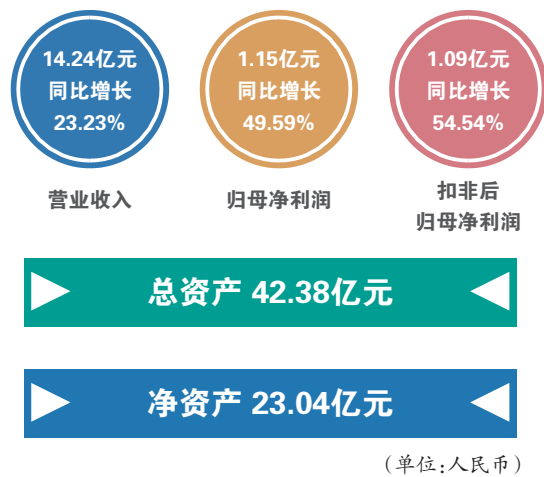 14.24亿元
同比增长
23.23%
1.15亿元
同比增长
49.59%
1.09亿元
同比增长
54.54%
营业收入
归母净利润
扣非后
归母净利润
总资产 42.38亿元
净资产 23.04亿元
(单位:人民币)